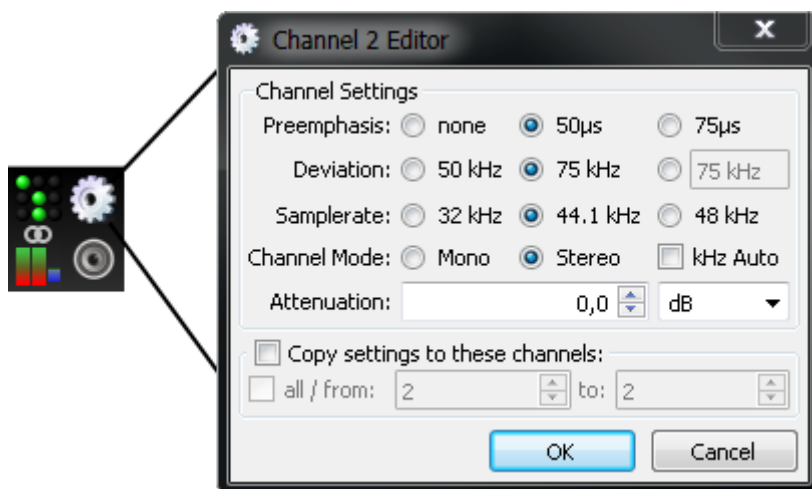 Channel 2 Editor
x
Channel Settings
Preemphasis: none 50µs 75µs
Deviation: 50 kHz 75 kHz 75 kHz
Samplerate: 32 kHz 44.1 kHz 48 kHz
Channel Mode: Mono Stereo kHz Auto
Attenuation: 0,0 dB
Copy settings to these channels:
all / from: 2 to: 2
OK Cancel